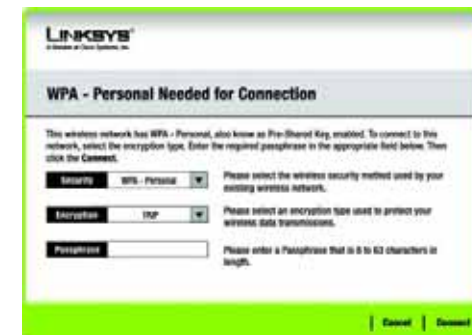 LINKSYS®
A Division of Cisco Systems, Inc.
WPA - Personal Needed for Connection
This wireless network has WPA - Personal, also know as Pre-Shared Key, enabled. To connect to this
network, select the encryption type. Enter the required passphrase in the appropriate field below. Then
click the Connect.
Security
WPA - Personal
Please select the wireless security method used by your
existing wireless network.
Encryption
TKIP
Please select an encryption type used to protect your
wireless data transmissions.
Passphrase
Please enter a Passphrase that is 8 to 63 characters in
length.
Cancel
Connect